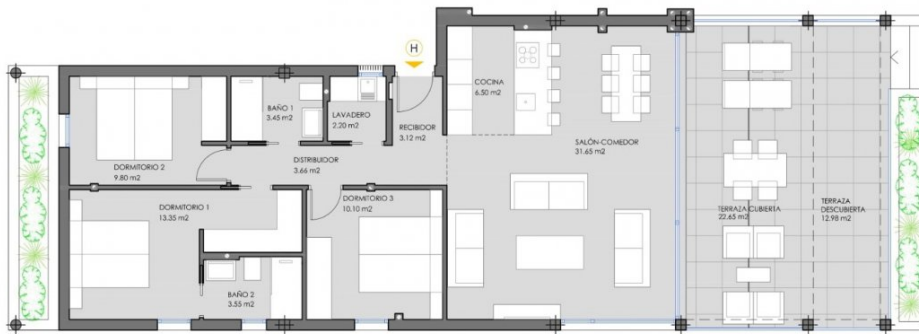 H
COCINA
6.50 m2
BAÑO 1
3.45 m2
LAVADERO
2.20 m2
RECIBIDOR
3.12 m2
SALÓN-COMEDOR
31.65 m2
DORMITORIO 2
9.80 m2
DISTRIBUIDOR
3.66 m2
DORMITORIO 1
13.35 m2
DORMITORIO 3
10.10 m2
TERRAZA CUBIERTA
22.65 m2
TERRAZA
DESCUBIERTA
12.98 m2
BAÑO 2
3.55 m2